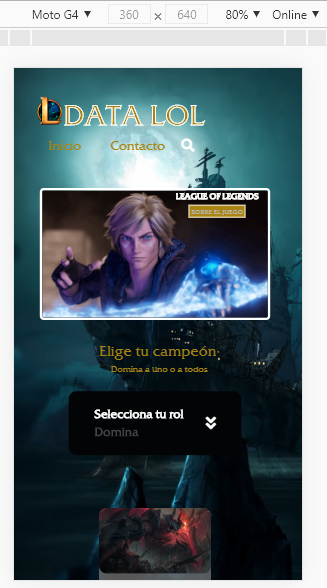 Moto G4 ▼ 360 × 640 80% ▼ Online ▼
LDATA LOL
Inicio Contacto
LEAGUE OF LEGENDS
SOBRE EL JUEGO
Elige tu campeón;
Domina a uno o a todos
Selecciona tu rol
Domina